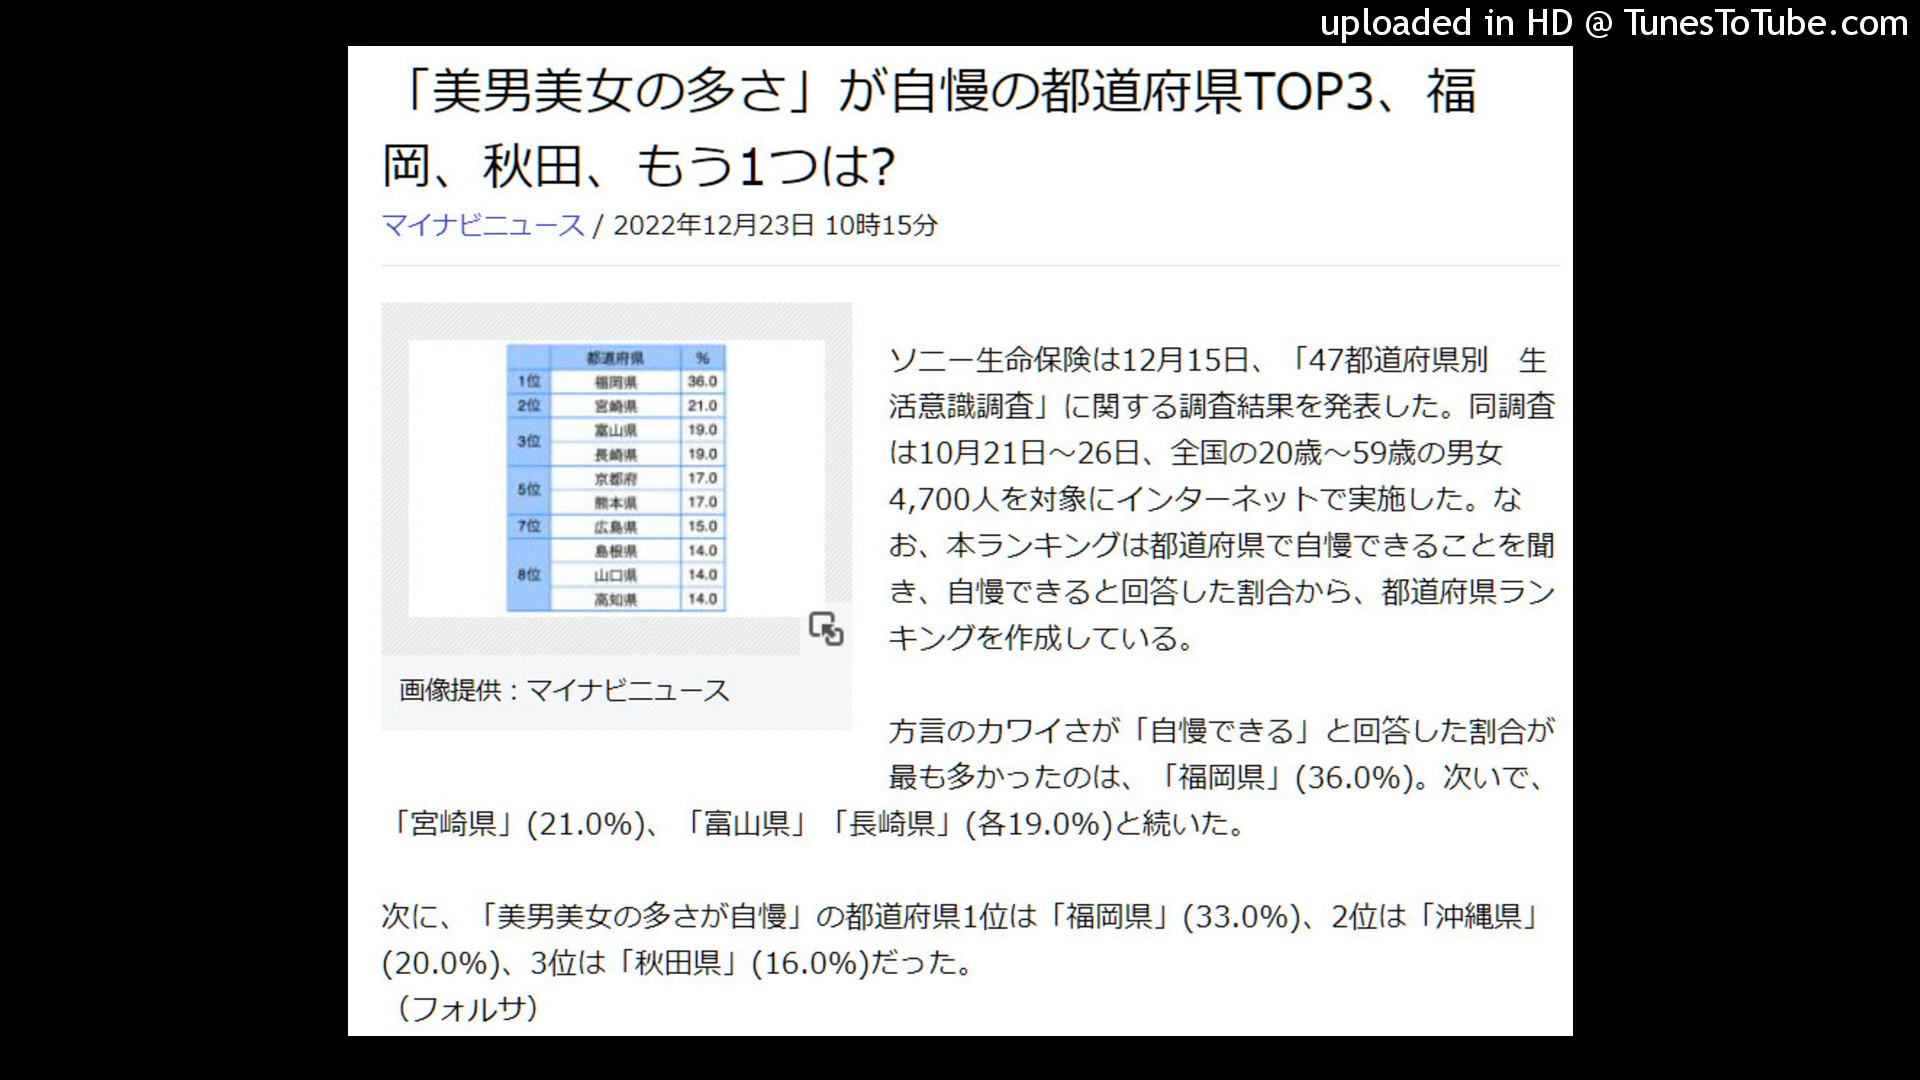 uploaded in HD @ TunesToTube.com
「美男美女の多さ」が自慢の都道府県TOP3、福
岡、秋田、もう1つは?
マイナビニュース / 2022年12月23日 10時15分
都道府県 %
1位 福岡県 36.0
2位 宮崎県 21.0
3位 富山県 19.0
長崎県 19.0
5位 京都府 17.0
熊本県 17.0
7位 広島県 15.0
8位 島根県 14.0
山口県 14.0
高知県 14.0
画像提供：マイナビニュース
ソニー生命保険は12月15日、「47都道府県別　生
活意識調査」に関する調査結果を発表した。同調査
は10月21日～26日、全国の20歳～59歳の男女
4,700人を対象にインターネットで実施した。な
お、本ランキングは都道府県で自慢できることを聞
き、自慢できると回答した割合から、都道府県ラン
キングを作成している。
方言のカワイさが「自慢できる」と回答した割合が
最も多かったのは、「福岡県」(36.0%)。次いで、
「宮崎県」(21.0%)、「富山県」「長崎県」(各19.0%)と続いた。
次に、「美男美女の多さが自慢」の都道府県1位は「福岡県」(33.0%)、2位は「沖縄県」
(20.0%)、3位は「秋田県」(16.0%)だった。
（フォルサ）